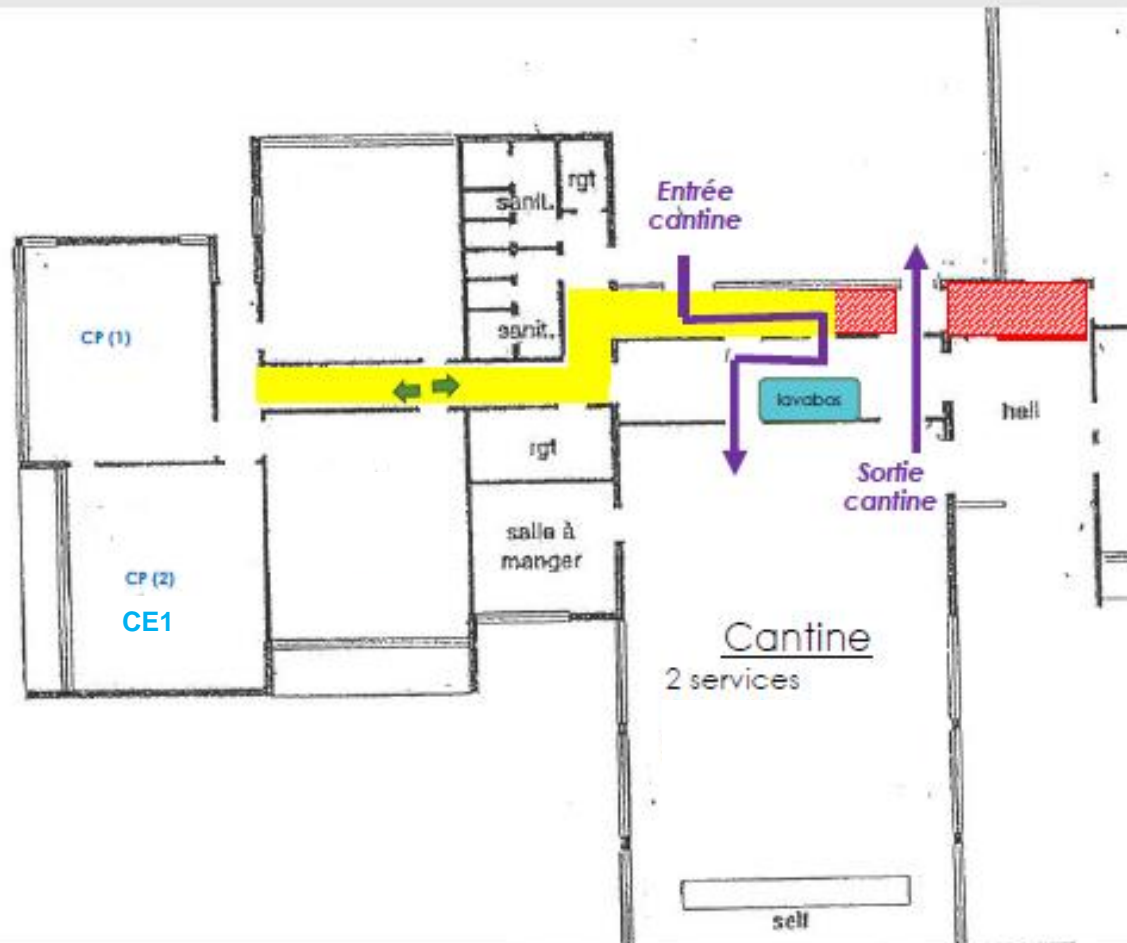 rgt
sanit.
Entrée
cantine
CP (1)
sanit.
lavabos
hall
rgt
Sortie
cantine
salle à
manger
CP (2)
CE1
Cantine
2 services
self